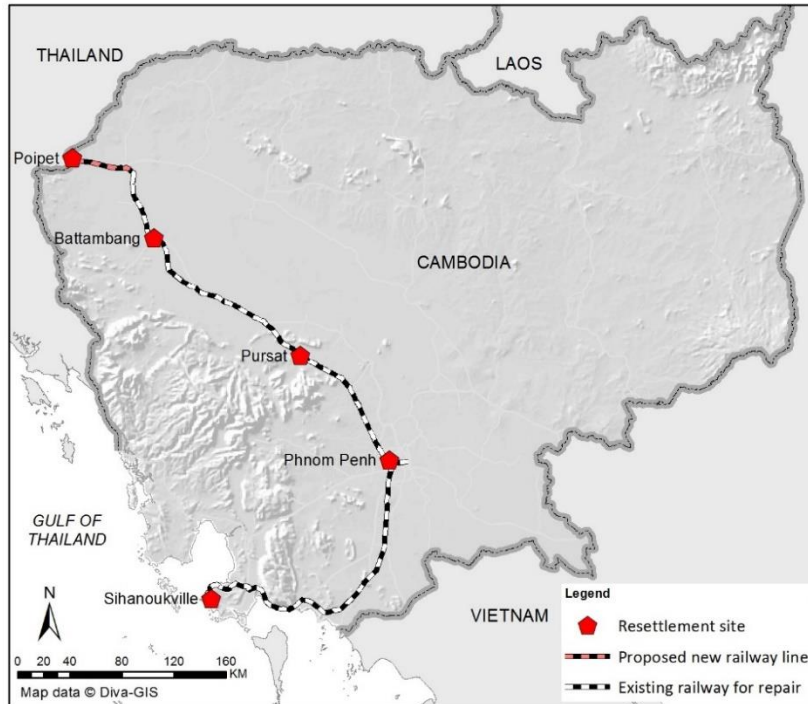 THAILAND
LAOS
Poipet
Battambang
CAMBODIA
Pursat
Phnom Penh
GULF OF
THAILAND
Sihanoukville
N
0 20 40 80 120 160
KM
Map data © Diva-GIS
VIETNAM
Legend
Resettlement site
Proposed new railway line
Existing railway for repair